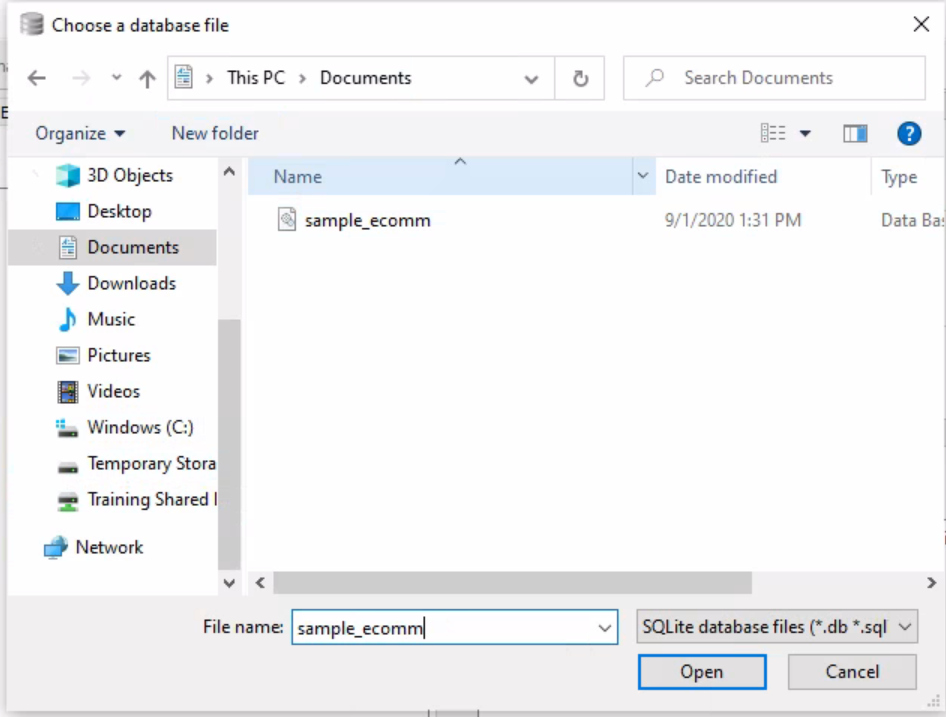 Choose a database file
This PC > Documents
Search Documents
Organize
New folder
?
3D Objects
Desktop
Documents
Downloads
Music
Pictures
Videos
Windows (C:)
Temporary Stora
Training Shared
Network
Name
Date modified
Type
sample_ecomm
9/1/2020 1:31 PM
Data Bas
File name:
sample_ecomm
SQLite database files (*.db *.sql
Open
Cancel